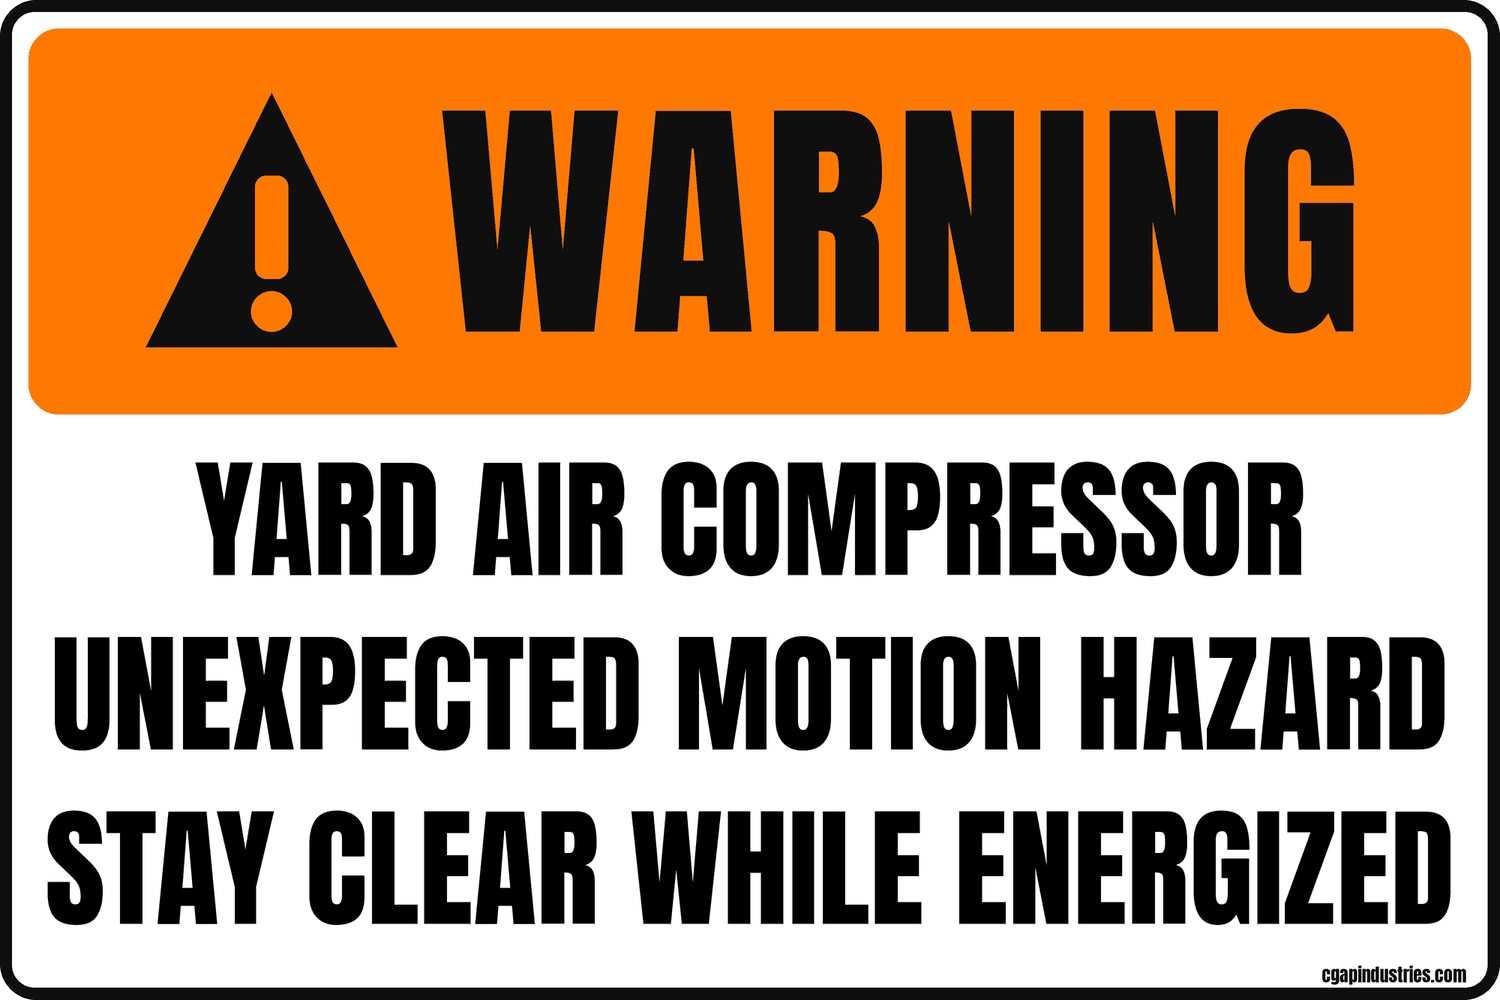 WARNING
YARD AIR COMPRESSOR
UNEXPECTED MOTION HAZARD
STAY CLEAR WHILE ENERGIZED
cgapindustries.com